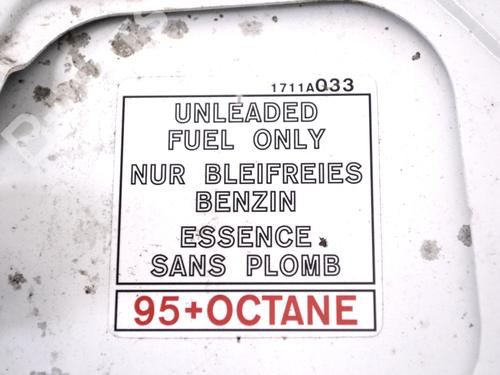 1711A033
UNLEADED
FUEL ONLY
NUR BLEIFREIES
BENZIN
ESSENCE
SANS PLOMB
95+OCTANE